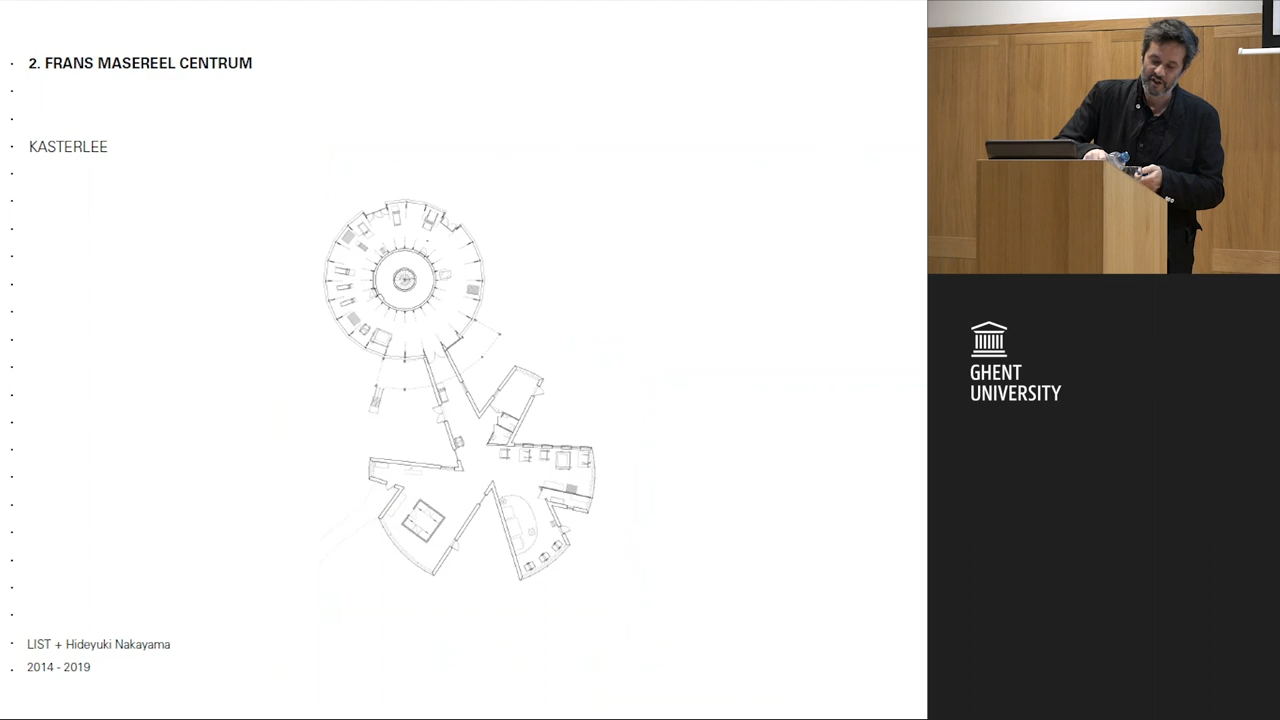 2. FRANS MASEREEL CENTRUM
KASTERLEE
LIST + Hideyuki Nakayama
2014 - 2019
GHENT
UNIVERSITY